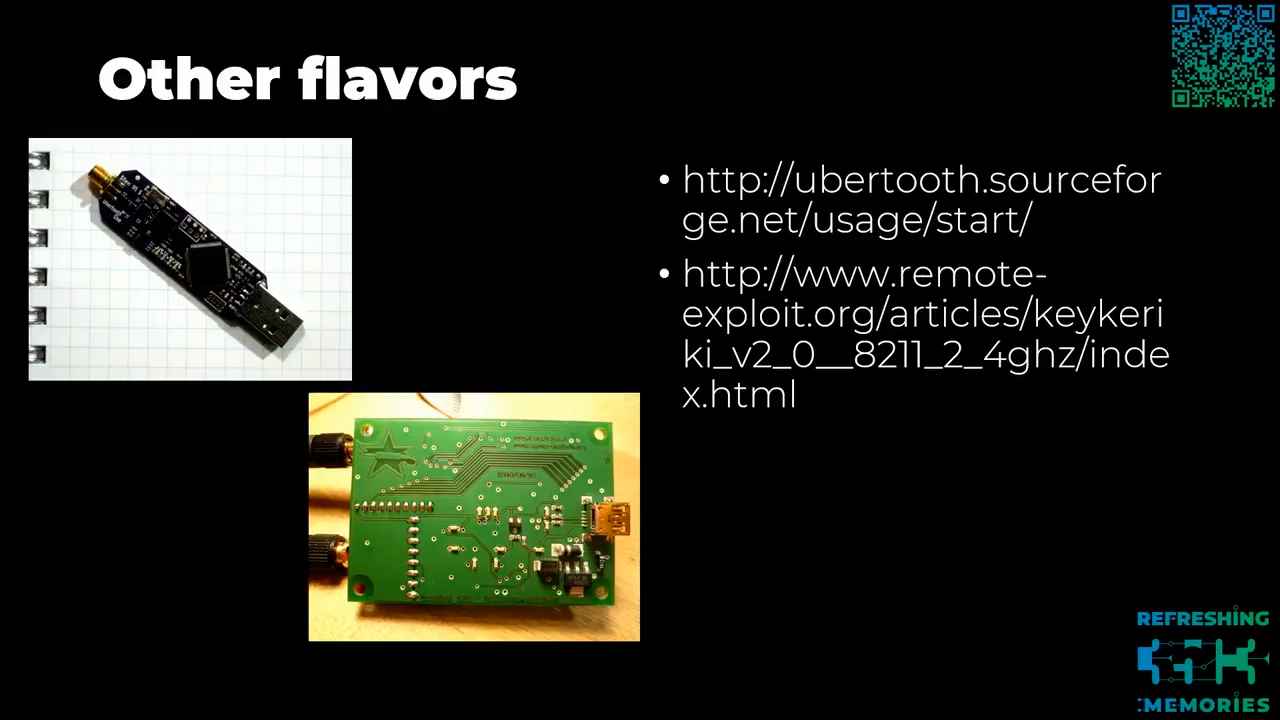 Other flavors
• http://ubertooth.sourcefor
ge.net/usage/start/
• http://www.remote-
exploit.org/articles/keykeri
ki_v2_0__8211_2_4ghz/inde
x.html
REFRESHING
MEMORIES